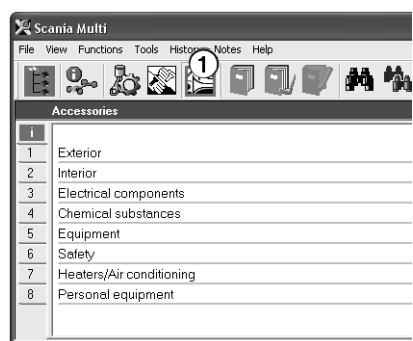 Scania Multi
File View Functions Tools History Notes Help
1
Accessories
i
1 Exterior
2 Interior
3 Electrical components
4 Chemical substances
5 Equipment
6 Safety
7 Heaters/Air conditioning
8 Personal equipment